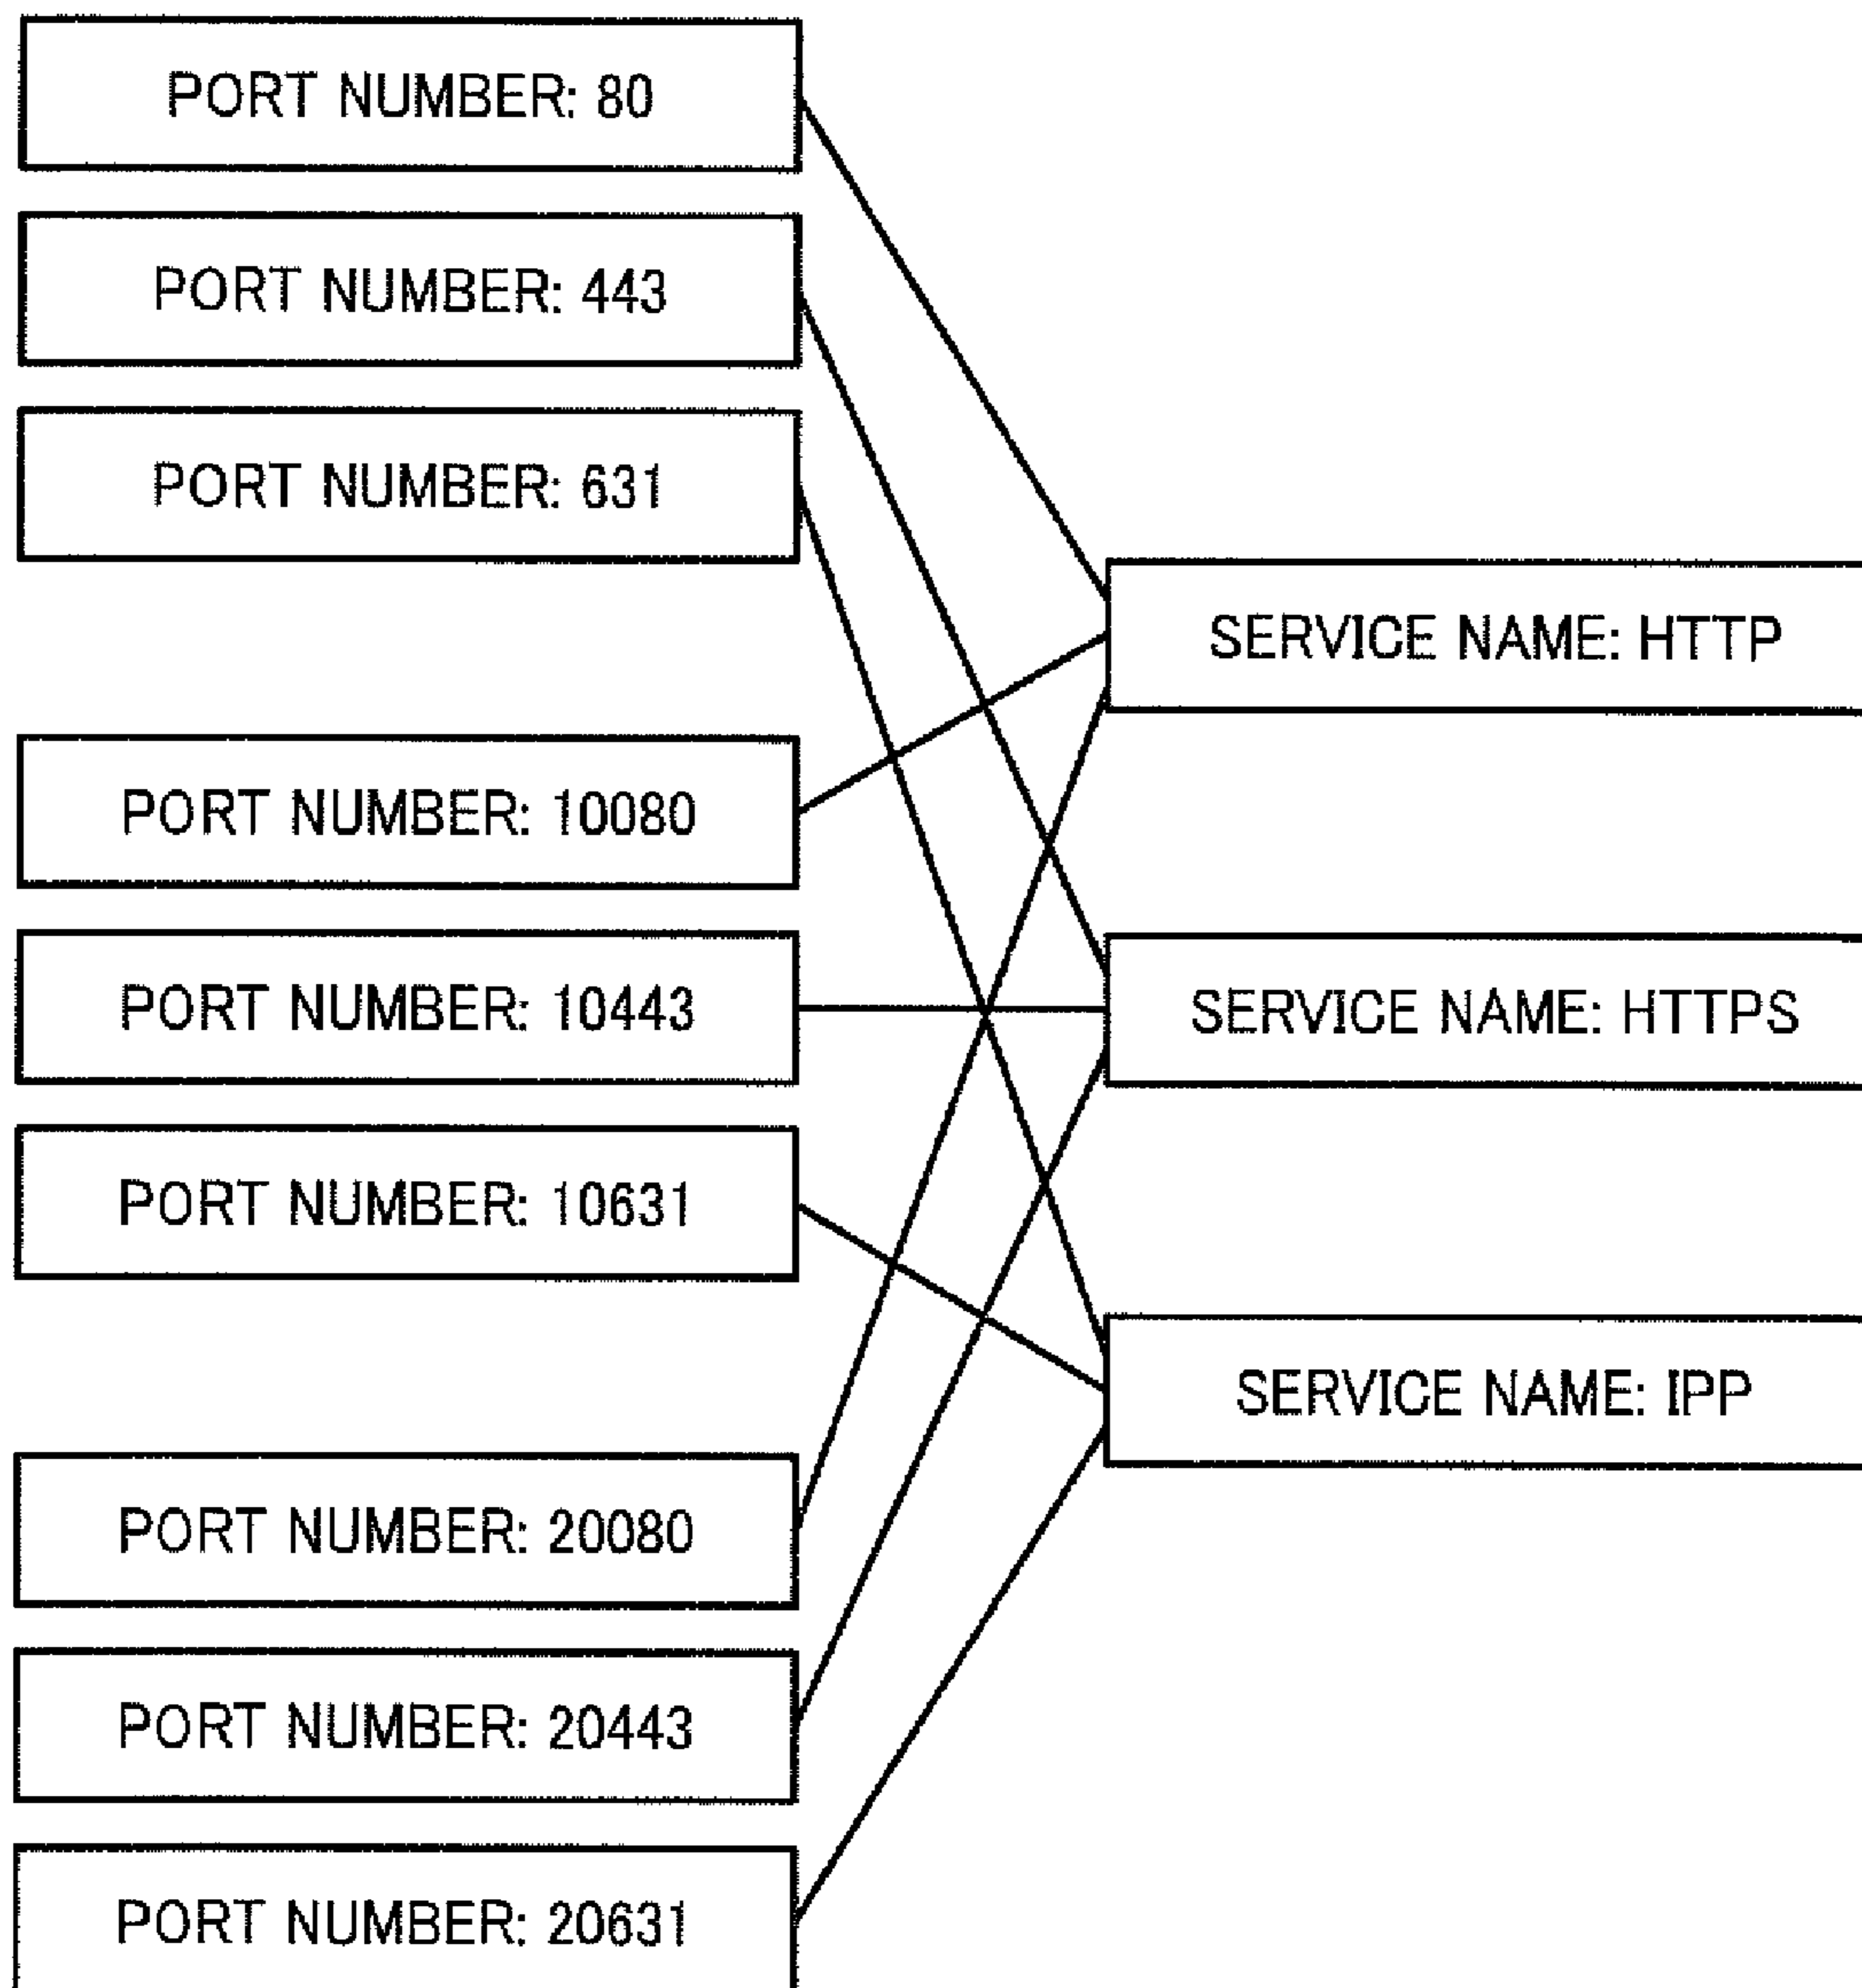 PORT NUMBER: 80
PORT NUMBER: 443
PORT NUMBER: 631
SERVICE NAME: HTTP
PORT NUMBER: 10080
PORT NUMBER: 10443
SERVICE NAME: HTTPS
PORT NUMBER: 10631
SERVICE NAME: IPP
PORT NUMBER: 20080
PORT NUMBER: 20443
PORT NUMBER: 20631